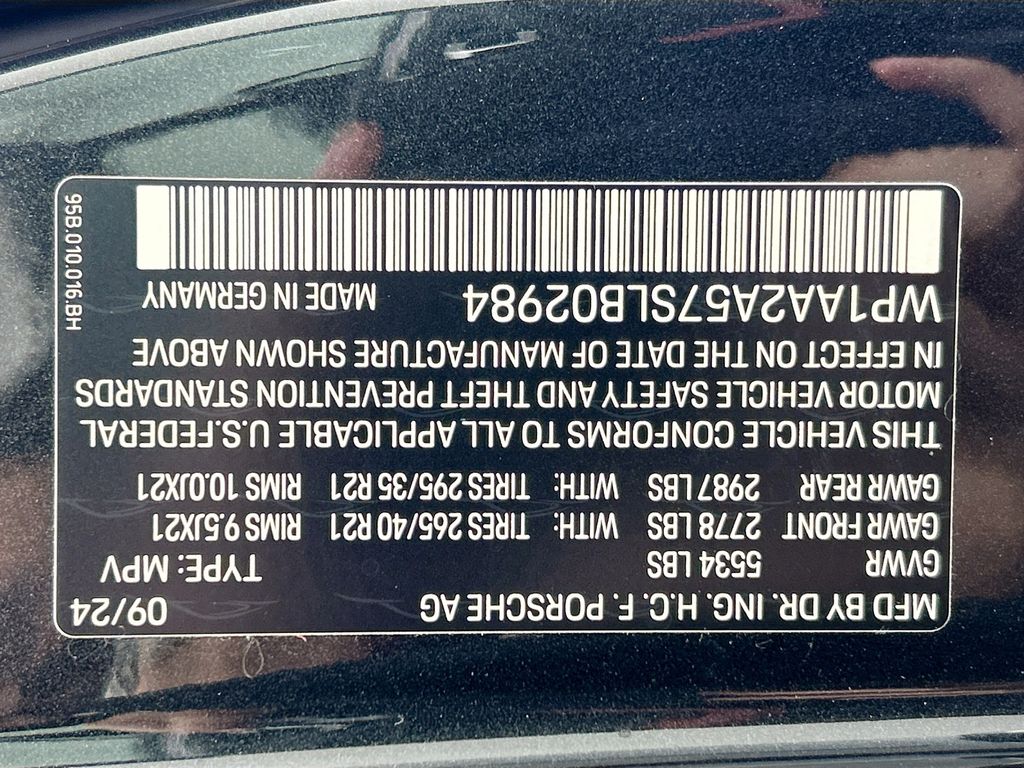 MFD BY DR. ING. H.C. F. PORSCHE AG 09/24
GVWR 5534 LBS TYPE: MPV
GAWR FRONT 2778 LBS WITH: TIRES 265/40 R21 RIMS 9.5JX21
GAWR REAR 2987 LBS WITH: TIRES 295/35 R21 RIMS 10.0JX21
THIS VEHICLE CONFORMS TO ALL APPLICABLE U.S.FEDERAL
MOTOR VEHICLE SAFETY AND THEFT PREVENTION STANDARDS
IN EFFECT ON THE DATE OF MANUFACTURE SHOWN ABOVE
WP1AA2A57SLB02984 MADE IN GERMANY
95B.010.016.BH